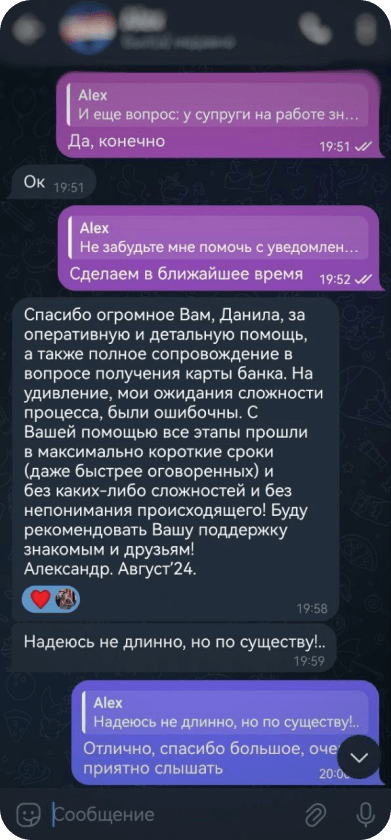 Alex
И еще вопрос: у супруги на работе зн...
Да, конечно
19:51
Ок
19:51
Alex
Не забудьте мне помочь с уведомлен...
Сделаем в ближайшее время
19:52
Спасибо огромное Вам, Данила, за
оперативную и детальную помощь,
а также полное сопровождение в
вопросе получения карты банка. На
удивление, мои ожидания сложности
процесса, были ошибочны. С
Вашей помощью все этапы прошли
в максимально короткие сроки
(даже быстрее оговоренных) и
без каких-либо сложностей и без
непонимания происходящего! Буду
рекомендовать Вашу поддержку
знакомым и друзьям!
Александр. Август'24.
19:58
Надеюсь не длинно, но по существу!..
19:59
Alex
Надеюсь не длинно, но по существу!..
Отлично, спасибо большое, оче
приятно слышать
20:0
Сообщение